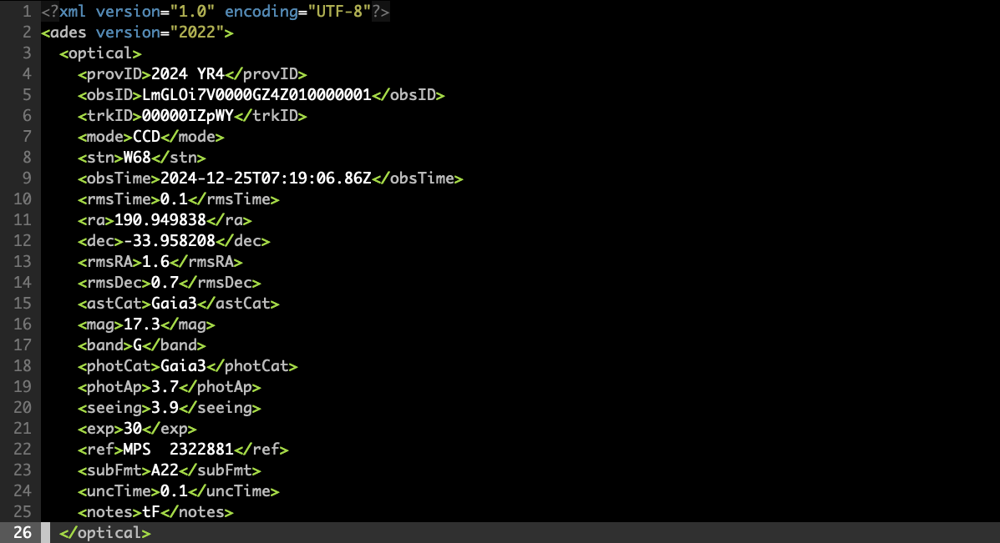 1 <?xml version="1.0" encoding="UTF-8"?>
2 <ades version="2022">
3   <optical>
4     <provID>2024 YR4</provID>
5     <obsID>LmGLOi7V0000GZ4Z010000001</obsID>
6     <trkID>00000IZpWY</trkID>
7     <mode>CCD</mode>
8     <stn>W68</stn>
9     <obsTime>2024-12-25T07:19:06.86Z</obsTime>
10     <rmsTime>0.1</rmsTime>
11     <ra>190.949838</ra>
12     <dec>-33.958208</dec>
13     <rmsRA>1.6</rmsRA>
14     <rmsDec>0.7</rmsDec>
15     <astCat>Gaia3</astCat>
16     <mag>17.3</mag>
17     <band>G</band>
18     <photCat>Gaia3</photCat>
19     <photAp>3.7</photAp>
20     <seeing>3.9</seeing>
21     <exp>30</exp>
22     <ref>MPS  2322881</ref>
23     <subFmt>A22</subFmt>
24     <uncTime>0.1</uncTime>
25     <notes>tF</notes>
26   </optical>